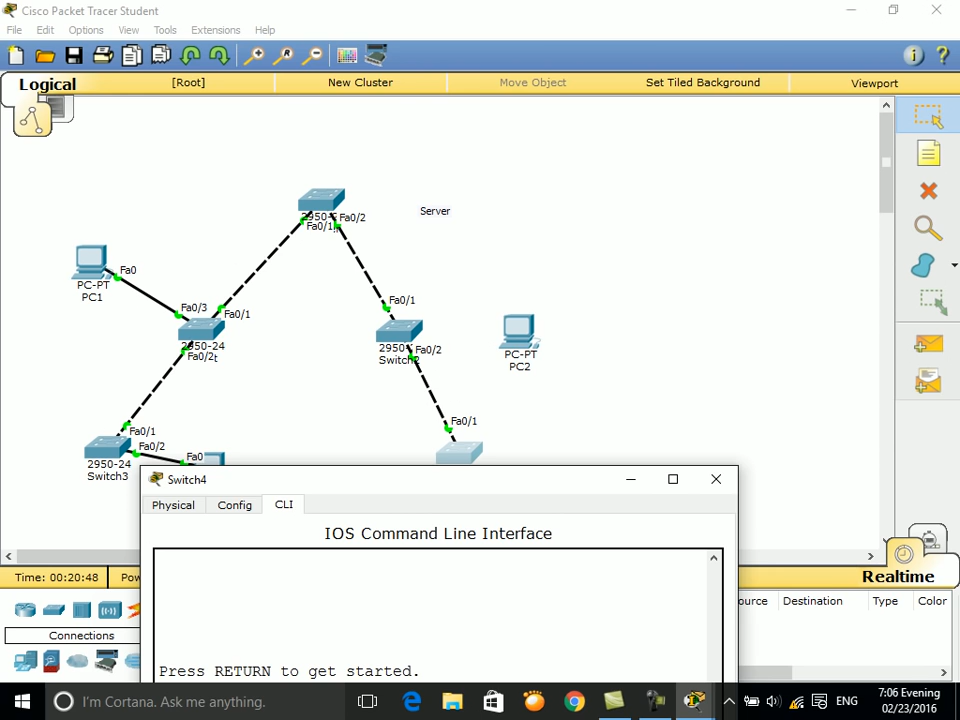 Cisco Packet Tracer Student
File Edit Options View Tools Extensions Help
Logical [Root] New Cluster Move Object Set Tiled Background Viewport
Server
Fa0/2
Fa0/1
Fa0
PC-PT
PC1
Fa0/3
Fa0/1
2950-24
Fa0/2
Fa0/1
Fa0/2
Switch2
PC-PT
PC2
Fa0/1
Fa0/1
Fa0/2
Fa0
2950-24
Switch3
Switch4
Physical Config CLI
IOS Command Line Interface
Press RETURN to get started.
Time: 00:20:48
Realtime
Destination Type Color
Connections
I'm Cortana. Ask me anything.
ENG
7:06 Evening
02/23/2016